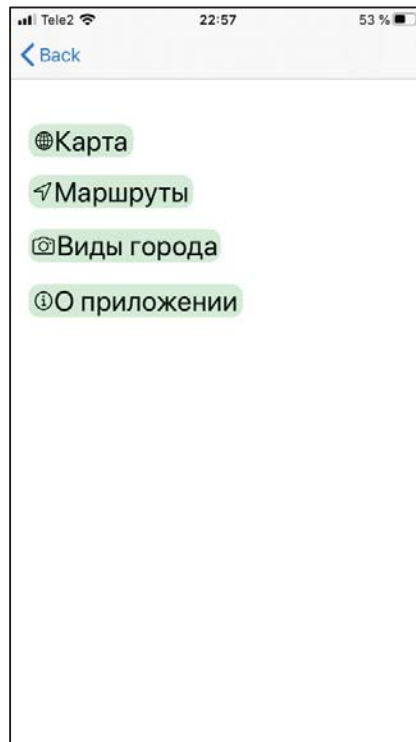 Tele2 22:57 53 %
Back
Карта
Маршруты
Виды города
О приложении